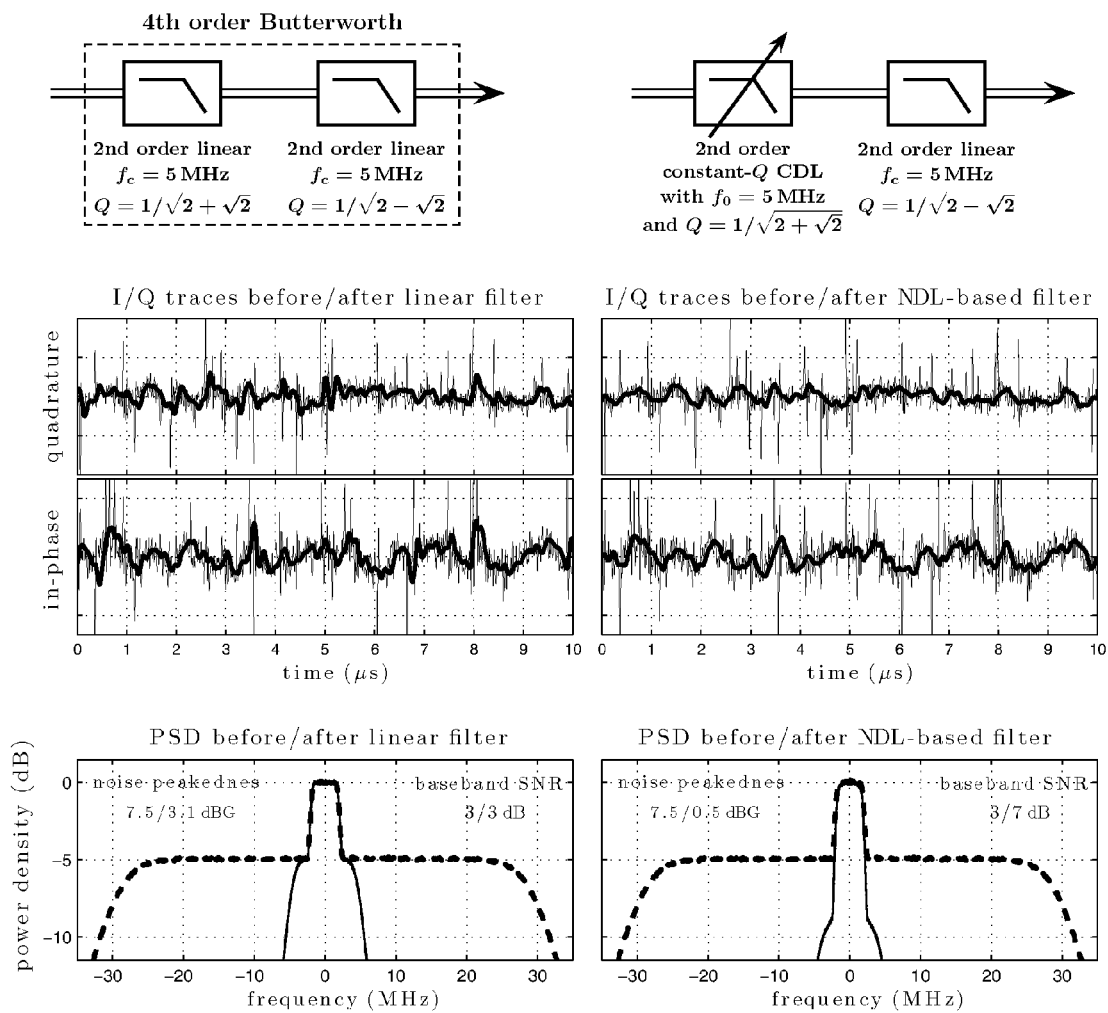 4th order Butterworth
2nd order linear
f_c = 5 MHz
Q = 1/√2 + √2
2nd order linear
f_c = 5 MHz
Q = 1/√2 − √2
2nd order
constant-Q CDL
with f_0 = 5 MHz
and Q = 1/√(2 + √2)
2nd order linear
f_c = 5 MHz
Q = 1/√2 − √2
I/Q traces before/after linear filter
quadrature
in-phase
0 1 2 3 4 5 6 7 8 9 10
time (μs)
I/Q traces before/after NDL-based filter
0 1 2 3 4 5 6 7 8 9 10
time (μs)
PSD before/after linear filter
power density (dB)
0
−5
−10
noise peakednes
7.5/3.1 dBG
baseband SNR
3/3 dB
−30 −20 −10 0 10 20 30
frequency (MHz)
PSD before/after NDL-based filter
0
−5
−10
noise peakednes
7.5/0.5 dBG
baseband SNR
3/7 dB
−30 −20 −10 0 10 20 30
frequency (MHz)